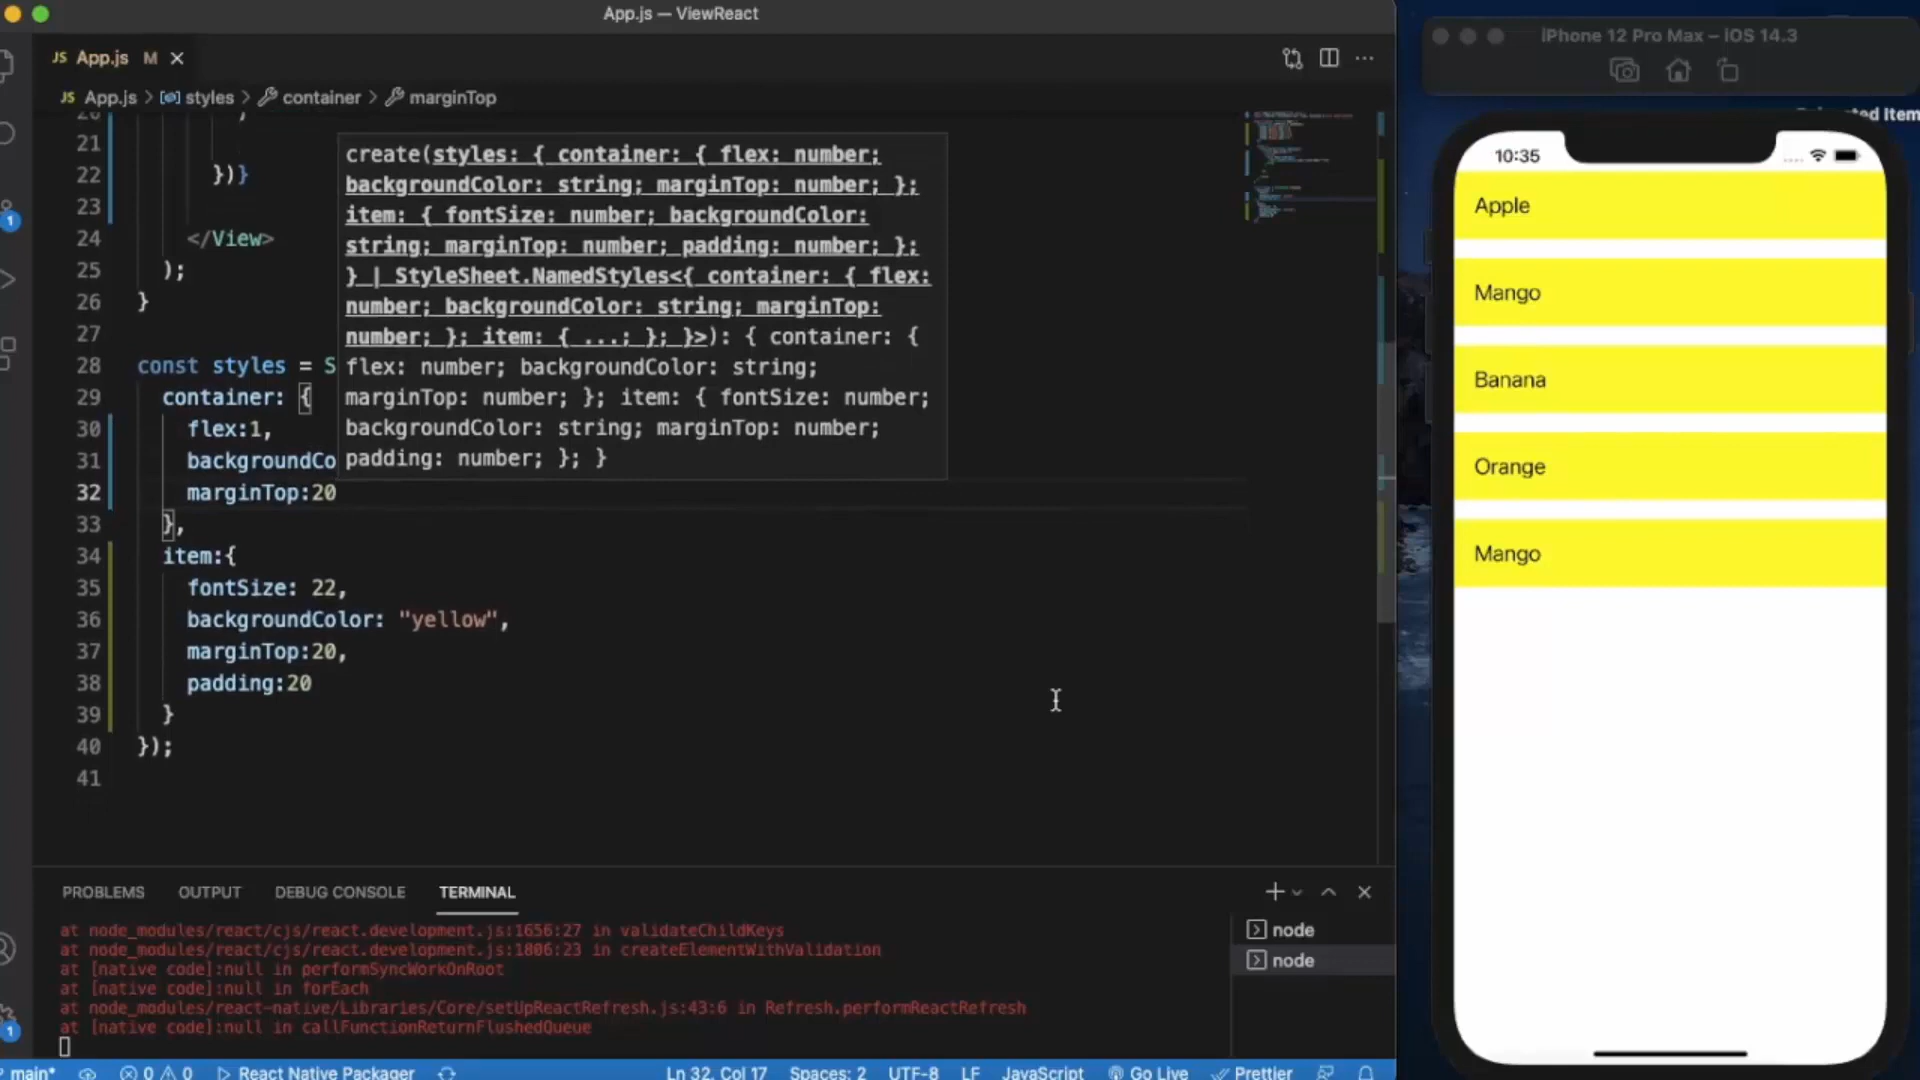 App.js — ViewReact
JS App.js M
JS App.js > styles > container > marginTop
20
21
22 })}
23
24 </View>
25 );
26 }
27
28 const styles = S
29 container: {
30 flex:1,
31 backgroundCo
32 marginTop:20
33 },
34 item:{
35 fontSize: 22,
36 backgroundColor: "yellow",
37 marginTop:20,
38 padding:20
39 }
40 });
41
create(styles: { container: { flex: number;
backgroundColor: string; marginTop: number; };
item: { fontSize: number; backgroundColor:
string; marginTop: number; padding: number; };
} | StyleSheet.NamedStyles<{ container: { flex:
number; backgroundColor: string; marginTop:
number; }; item: { ...; }; }>): { container: {
flex: number; backgroundColor: string;
marginTop: number; }; item: { fontSize: number;
backgroundColor: string; marginTop: number;
padding: number; }; }
1
1
PROBLEMS OUTPUT DEBUG CONSOLE TERMINAL
at node_modules/react/cjs/react.development.js:1656:27 in validateChildKeys
at node_modules/react/cjs/react.development.js:1806:23 in createElementWithValidation
at [native code]:null in performSyncWorkOnRoot
at [native code]:null in forEach
at node_modules/react-native/Libraries/Core/setUpReactRefresh.js:43:6 in Refresh.performReactRefresh
at [native code]:null in callFunctionReturnFlushedQueue
node
node
main* 0 0 React Native Packager Ln 32, Col 17 Spaces: 2 UTF-8 LF JavaScript Go Live Prettier
iPhone 12 Pro Max – iOS 14.3
Item
10:35
Apple
Mango
Banana
Orange
Mango